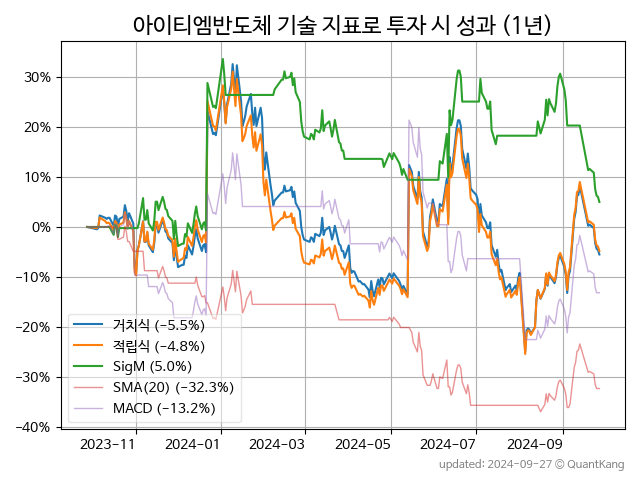 아이티엠반도체 기술 지표로 투자 시 성과 (1년)
30%
20%
10%
0%
−10%
−20%
−30%
−40%
거치식 (−5.5%)
적립식 (−4.8%)
SigM (5.0%)
SMA(20) (−32.3%)
MACD (−13.2%)
2023-11
2024-01
2024-03
2024-05
2024-07
2024-09
updated: 2024-09-27 © QuantKang